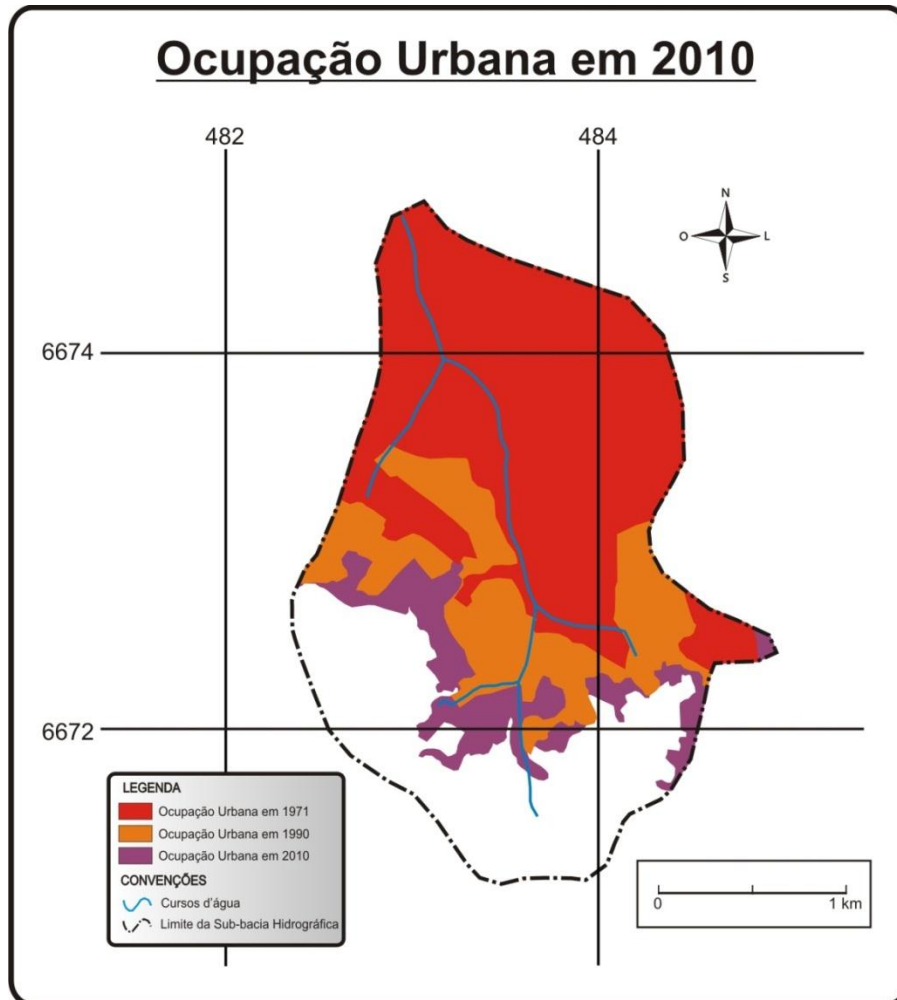 Ocupação Urbana em 2010
482
484
N
O
L
S
6674
6672
LEGENDA
Ocupação Urbana em 1971
Ocupação Urbana em 1990
Ocupação Urbana em 2010
CONVENÇÕES
Cursos d'água
Limite da Sub-bacia Hidrográfica
0
1 km